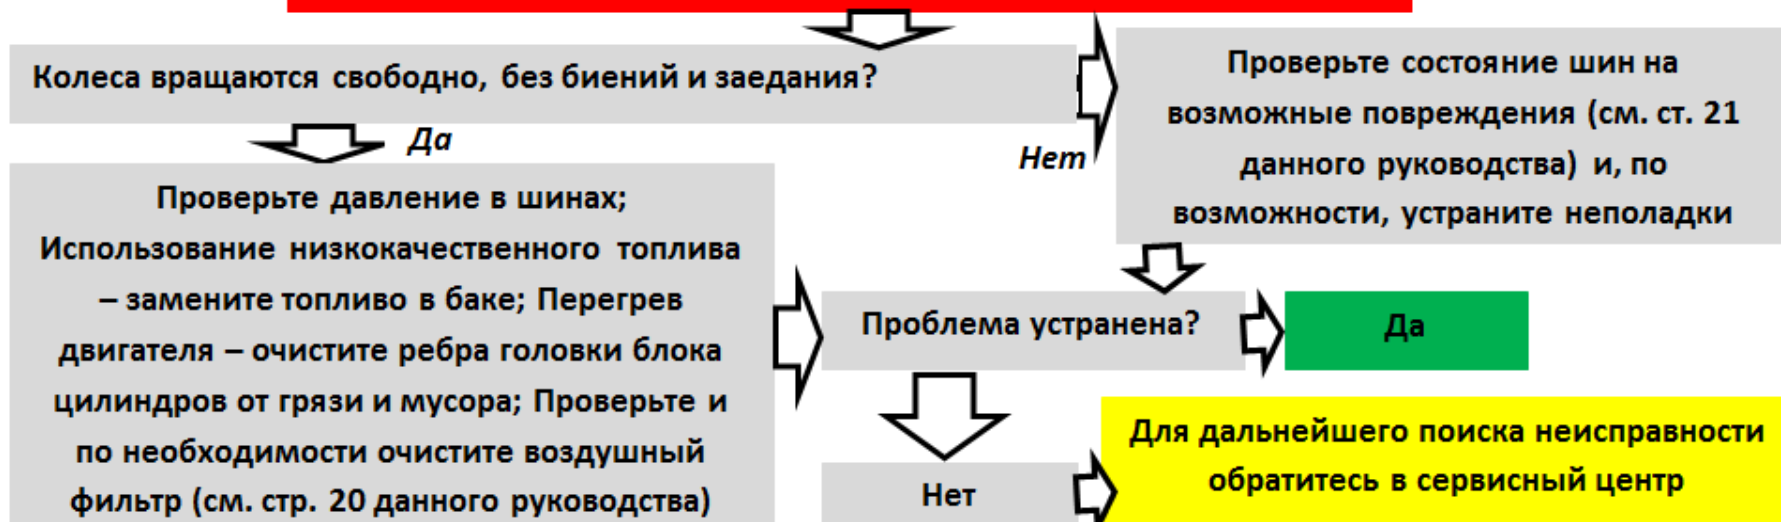 Колеса вращаются свободно, без биений и заедания?
Да
Нет
Проверьте состояние шин на
возможные повреждения (см. ст. 21
данного руководства) и, по
возможности, устраните неполадки
Проверьте давление в шинах;
Использование низкокачественного топлива
– замените топливо в баке; Перегрев
двигателя – очистите ребра головки блока
цилиндров от грязи и мусора; Проверьте и
по необходимости очистите воздушный
фильтр (см. стр. 20 данного руководства)
Проблема устранена?
Да
Нет
Для дальнейшего поиска неисправности
обратитесь в сервисный центр